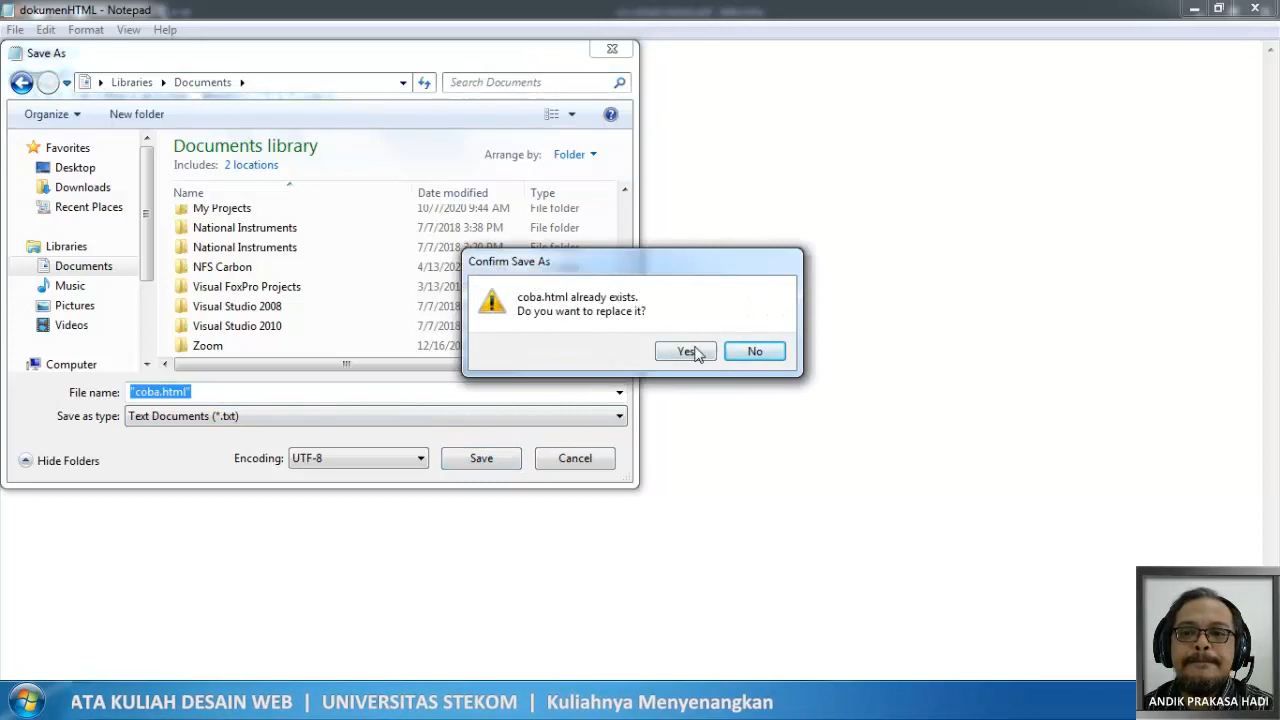 dokumenHTML - Notepad
File Edit Format View Help
Save As
Libraries Documents
Search Documents
Organize New folder
Documents library
Includes: 2 locations
Arrange by: Folder
Favorites
Desktop
Downloads
Recent Places
Libraries
Documents
Music
Pictures
Videos
Computer
Name Date modified Type
My Projects 10/7/2020 9:44 AM File folder
National Instruments 7/7/2018 3:38 PM File folder
National Instruments 7/7/2018 3:20 PM File folder
NFS Carbon 4/13/202
Visual FoxPro Projects 3/13/201
Visual Studio 2008 7/7/2018
Visual Studio 2010 7/7/2018
Zoom 12/16/20
Confirm Save As
coba.html already exists.
Do you want to replace it?
Yes No
File name: "coba.html"
Save as type: Text Documents (*.txt)
Hide Folders
Encoding: UTF-8
Save Cancel
ANDIK PRAKASA HADI
ATA KULIAH DESAIN WEB | UNIVERSITAS STEKOM | Kuliahnya Menyenangkan